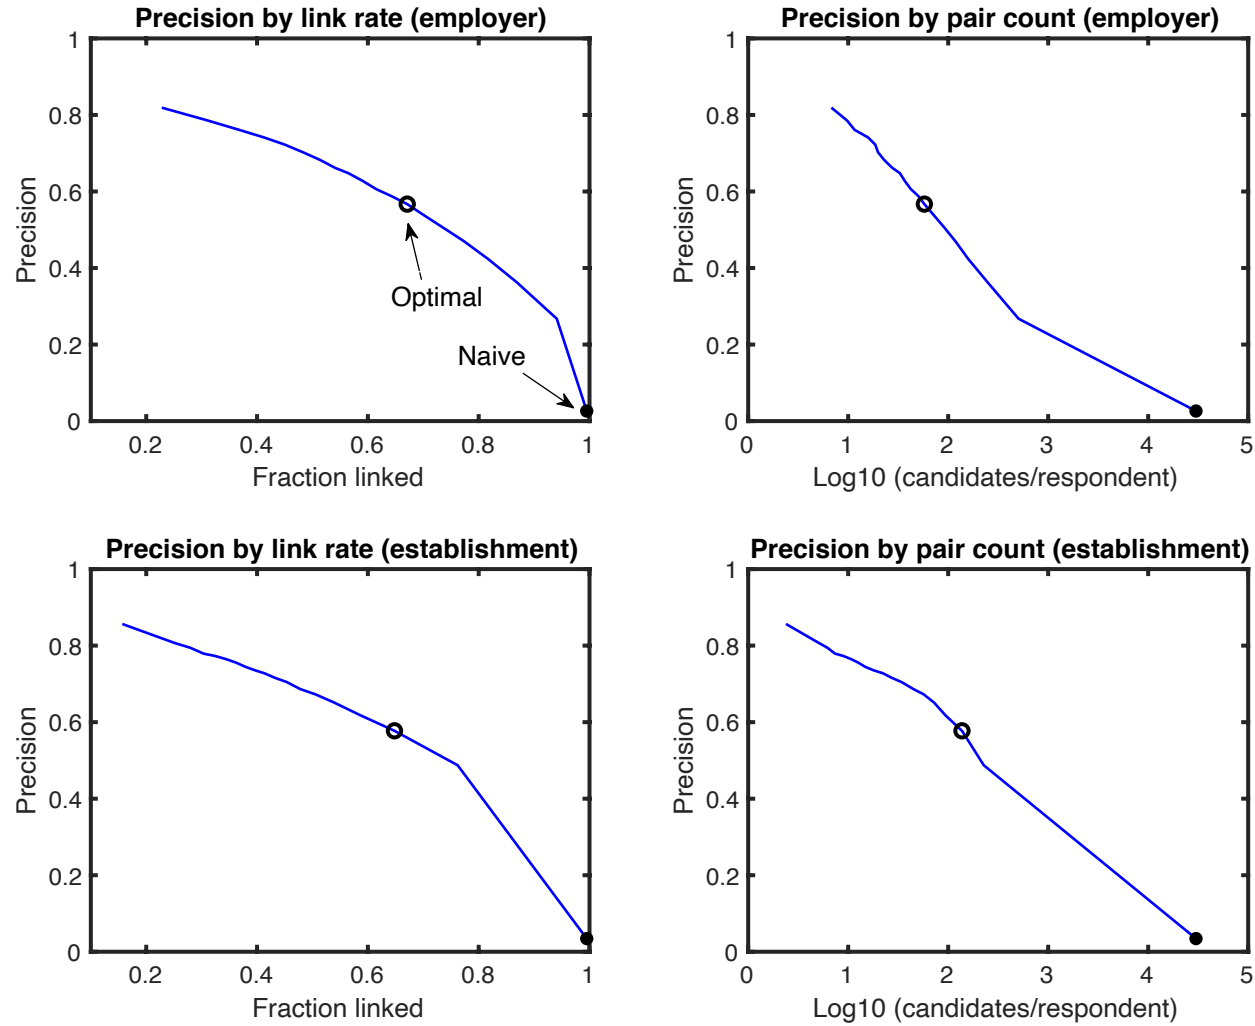 Precision by link rate (employer)
1
0.8
0.6
0.4
0.2
0
Precision
Optimal
Naive
0.2 0.4 0.6 0.8 1
Fraction linked
Precision by pair count (employer)
1
0.8
0.6
0.4
0.2
0
Precision
0 1 2 3 4 5
Log10 (candidates/respondent)
Precision by link rate (establishment)
1
0.8
0.6
0.4
0.2
0
Precision
0.2 0.4 0.6 0.8 1
Fraction linked
Precision by pair count (establishment)
1
0.8
0.6
0.4
0.2
0
Precision
0 1 2 3 4 5
Log10 (candidates/respondent)